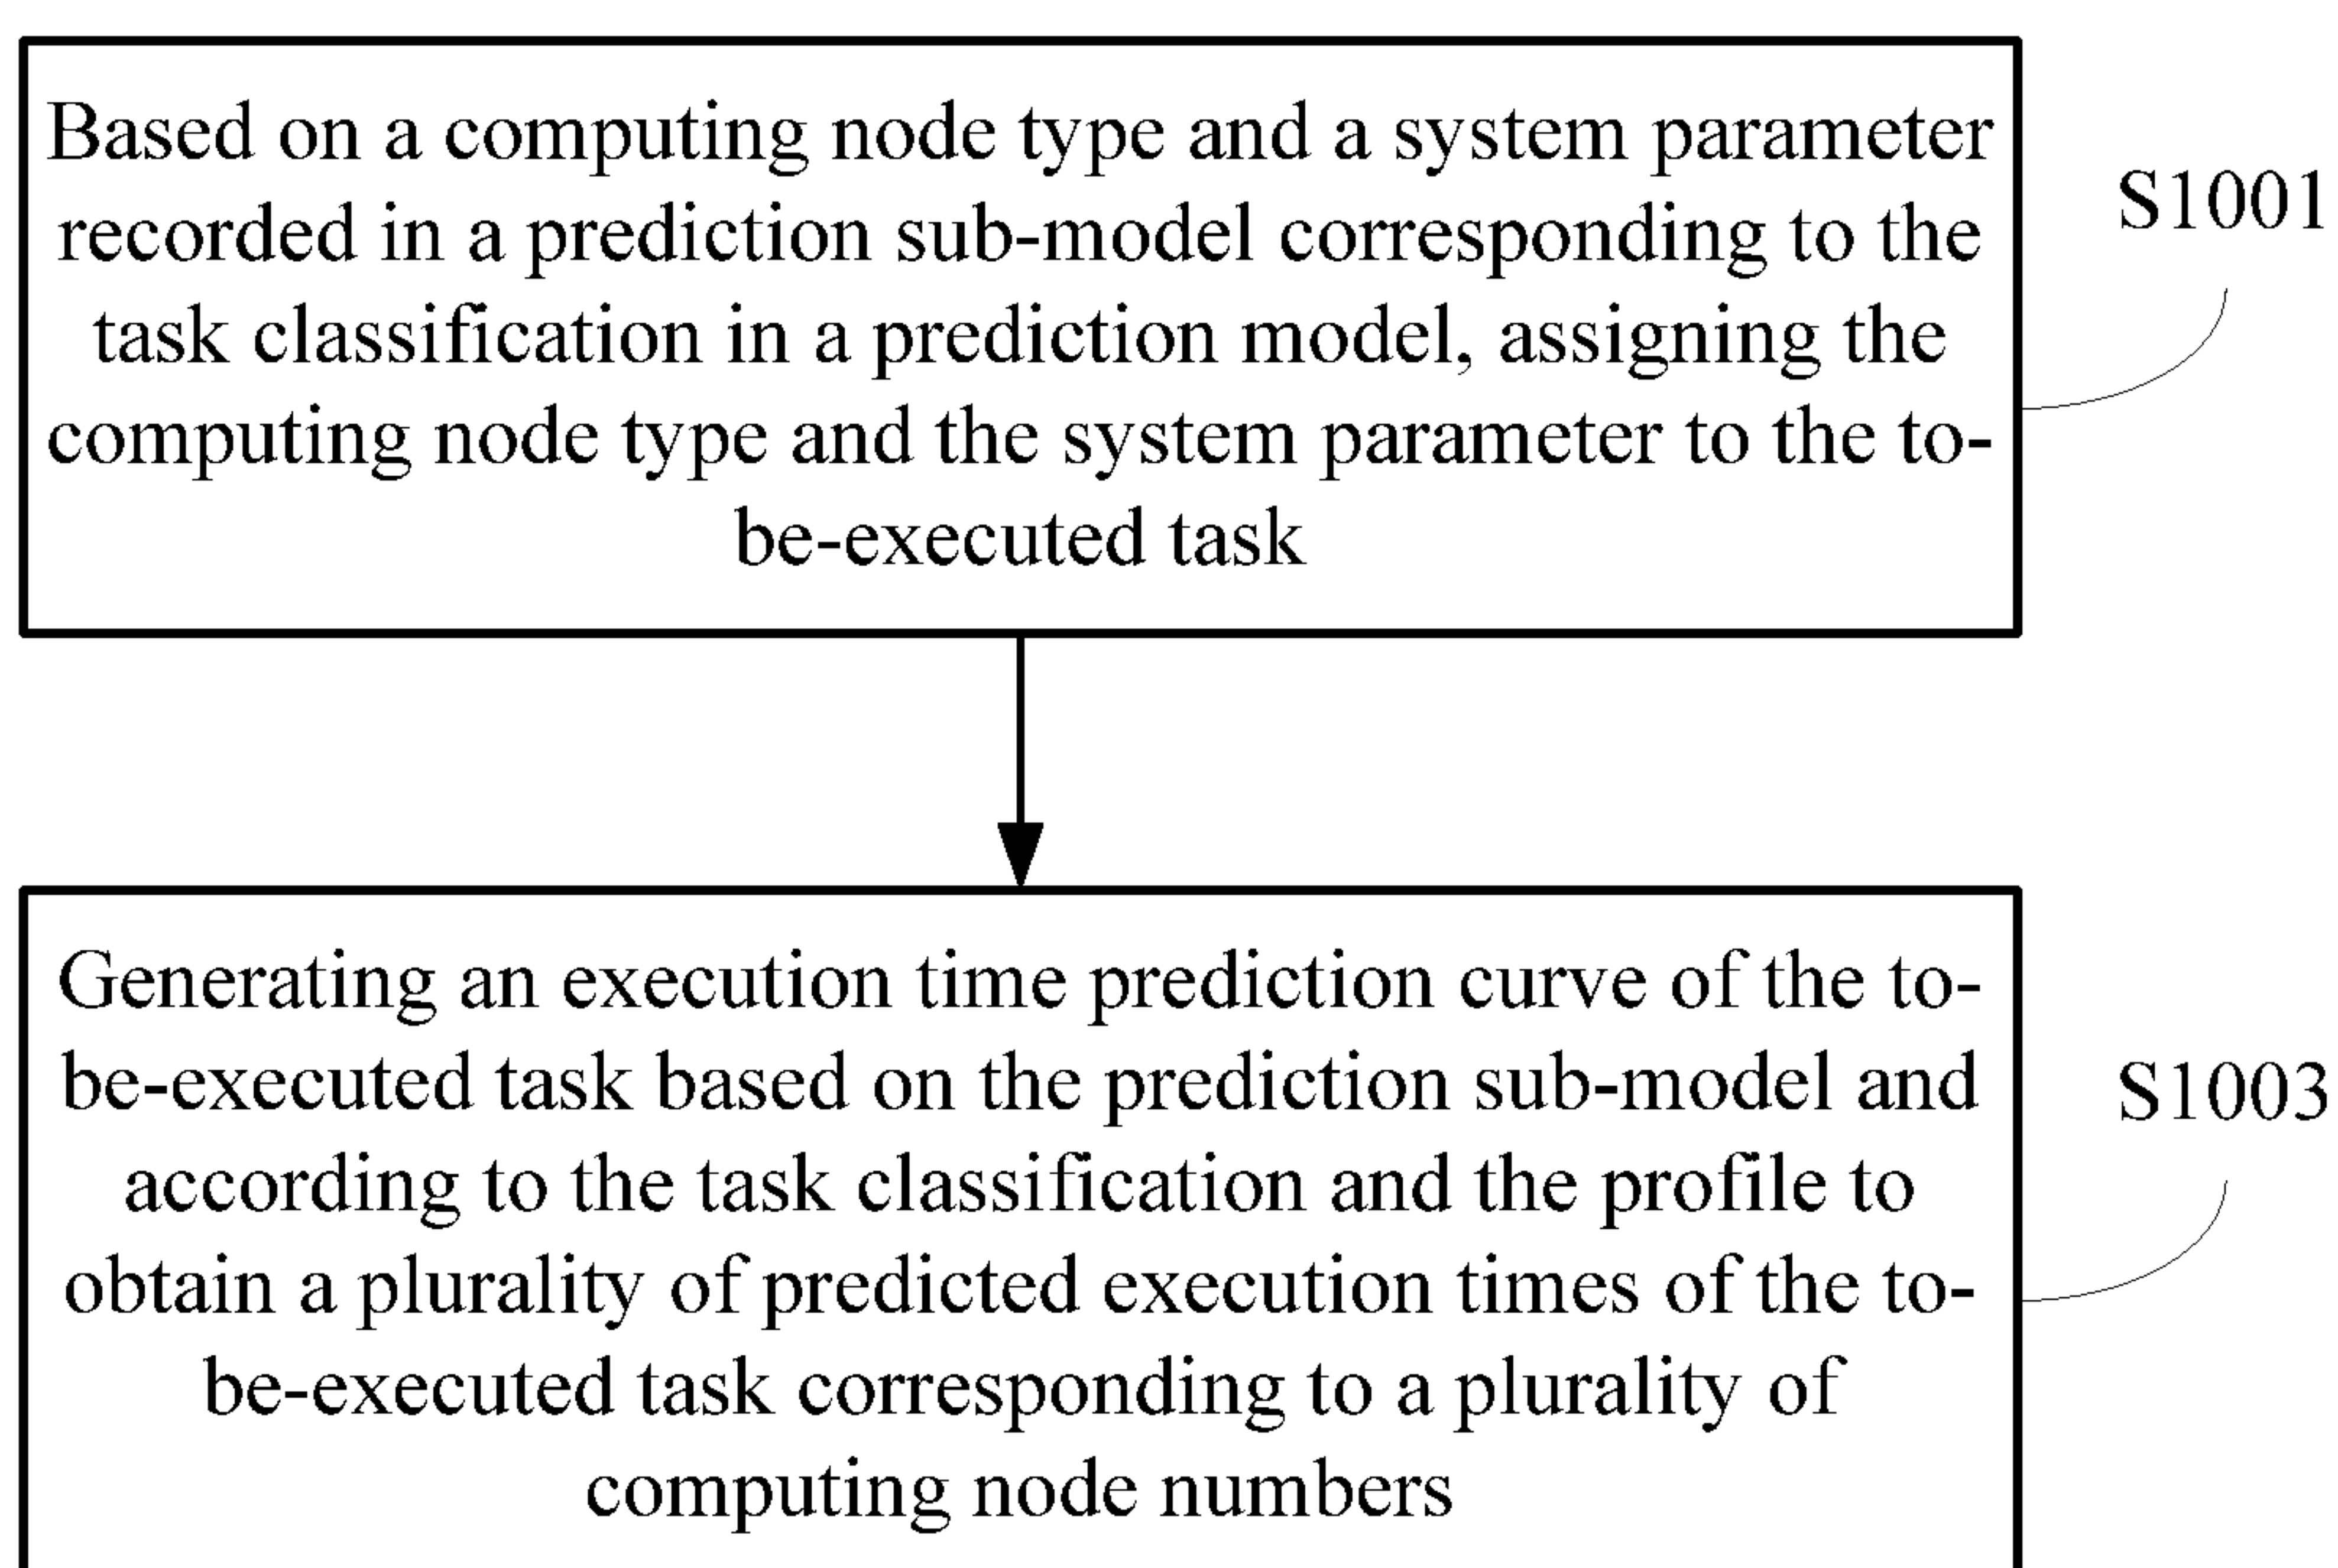 Based on a computing node type and a system parameter
recorded in a prediction sub-model corresponding to the
task classification in a prediction model, assigning the
computing node type and the system parameter to the to-
be-executed task
S1001
Generating an execution time prediction curve of the to-
be-executed task based on the prediction sub-model and
according to the task classification and the profile to
obtain a plurality of predicted execution times of the to-
be-executed task corresponding to a plurality of
computing node numbers
S1003